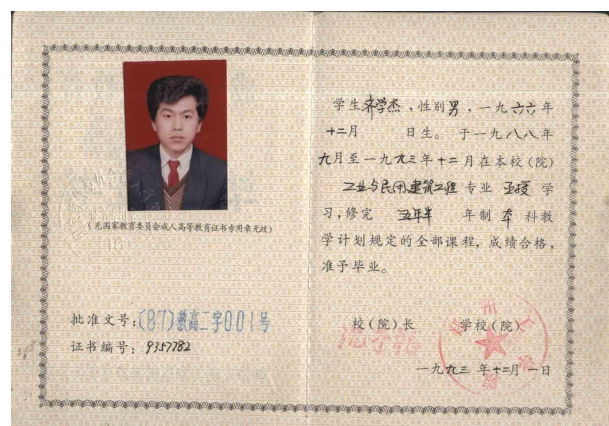 (无国家教育委员会成人高等教育证书专用章无效)
批准文号:(87)教高二字001号
证书编号: 9357782
学生齐学杰,性别男,一九六六年
十二月 日生。于一九八八年
九月至一九九三年十二月在本校(院)
工业与民用建筑工程专业 函授 学
习,修完 五年半 年制 本 科教
学计划规定的全部课程,成绩合格,
准予毕业。
校(院)长 学校(院)
一九九三 年十二月一日